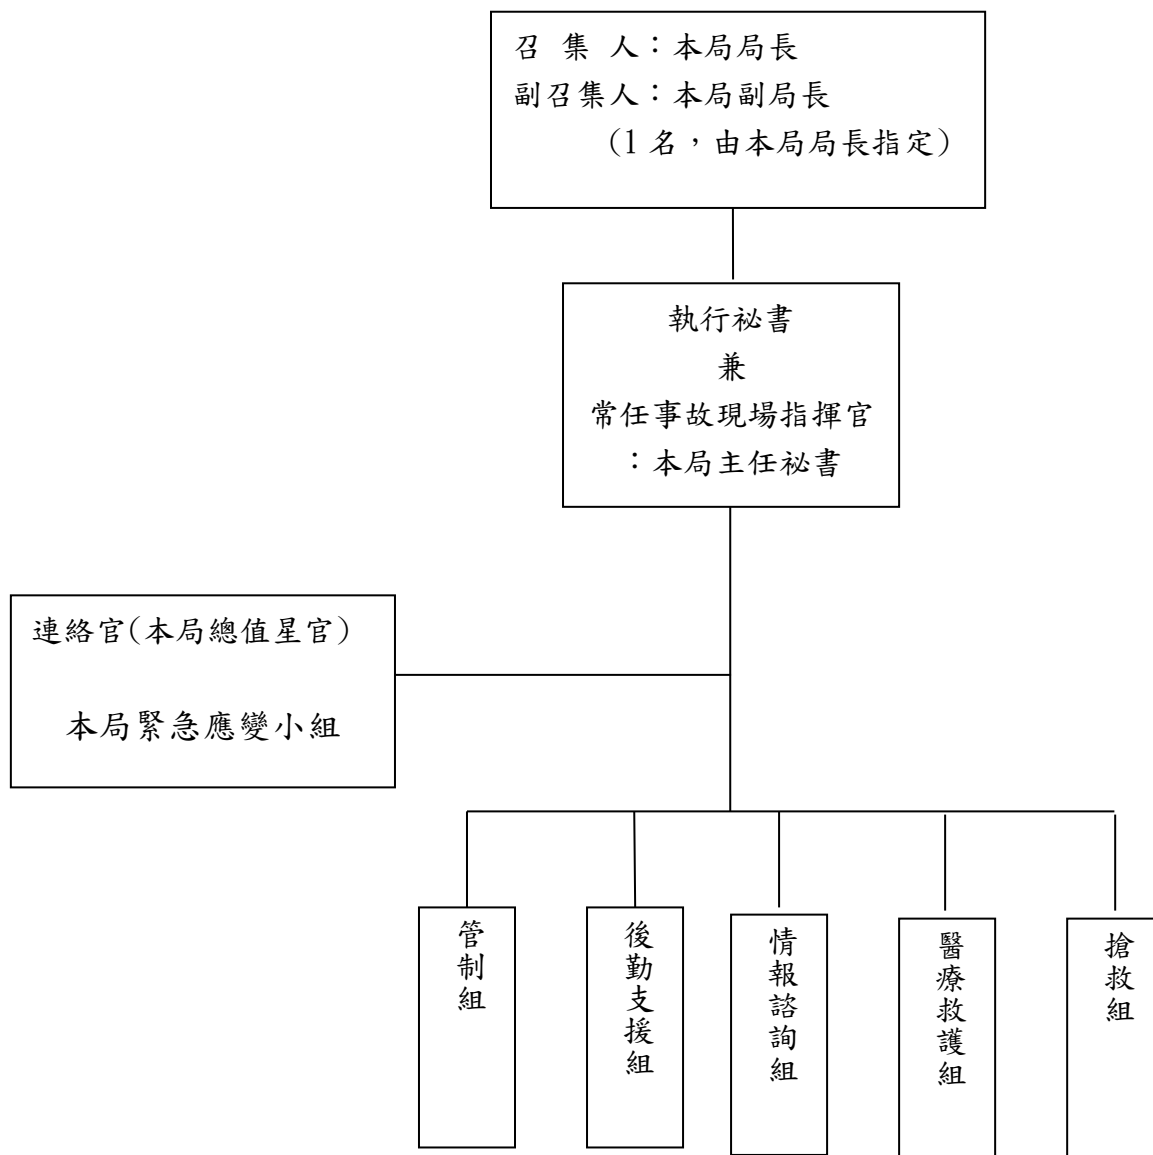 召 集 人：本局局長
副召集人：本局副局長
(1 名，由本局局長指定)
執行祕書
兼
常任事故現場指揮官
：本局主任祕書
連絡官(本局總值星官)
本局緊急應變小組
管制組
後勤支援組
情報諮詢組
醫療救護組
搶救組